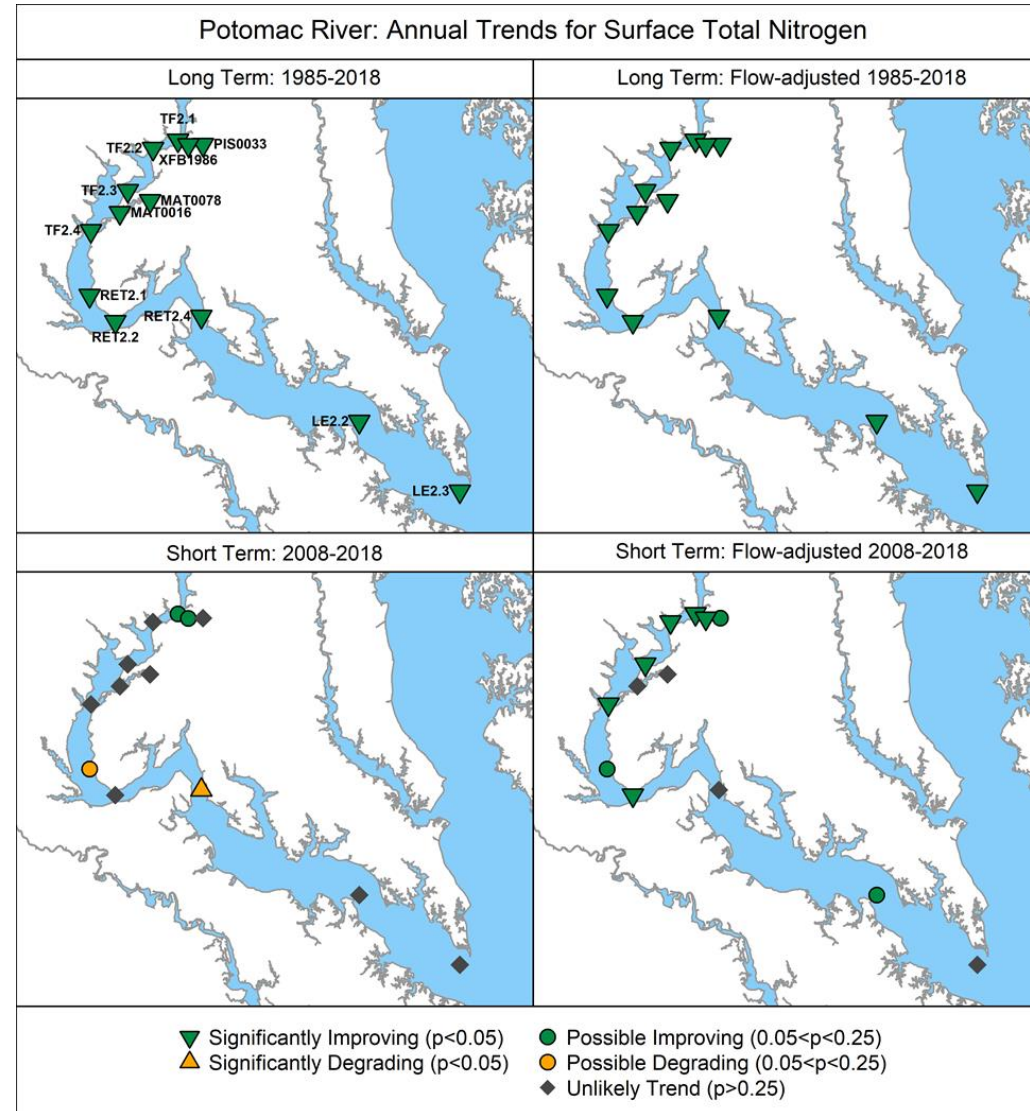 Potomac River: Annual Trends for Surface Total Nitrogen
Long Term: 1985-2018
Long Term: Flow-adjusted 1985-2018
TF2.1
TF2.2
PIS0033
XFB1986
TF2.3
MAT0078
MAT0016
TF2.4
RET2.1
RET2.4
RET2.2
LE2.2
LE2.3
Short Term: 2008-2018
Short Term: Flow-adjusted 2008-2018
Significantly Improving (p<0.05)
Possible Improving (0.05<p<0.25)
Significantly Degrading (p<0.05)
Possible Degrading (0.05<p<0.25)
Unlikely Trend (p>0.25)